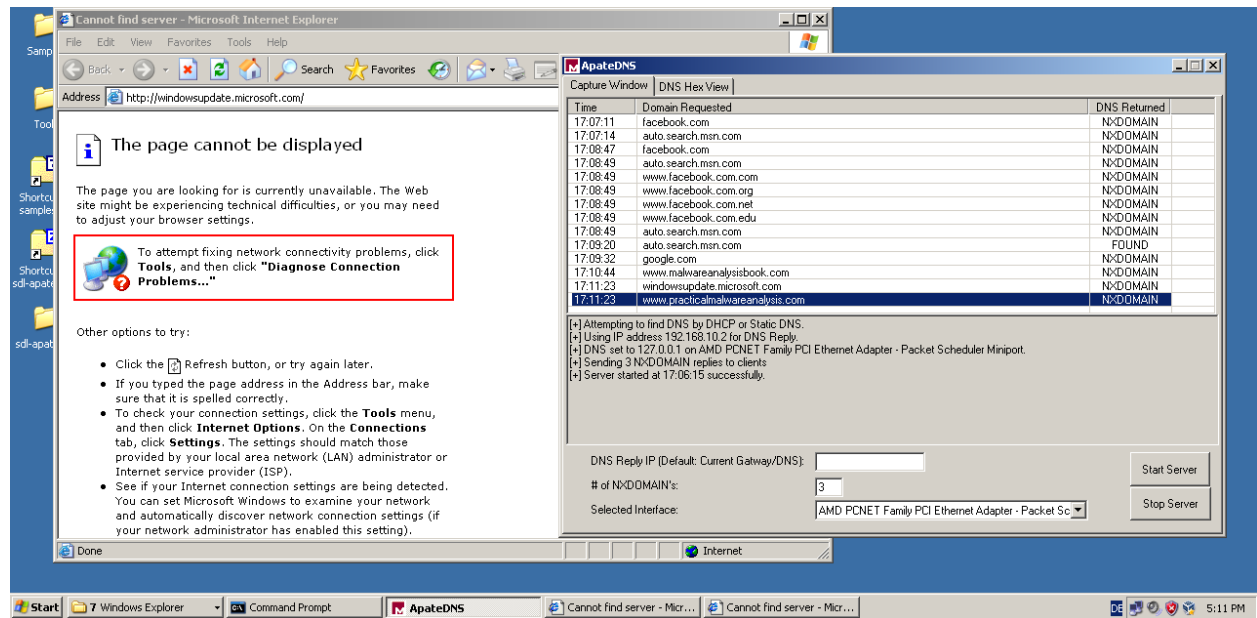 Cannot find server - Microsoft Internet Explorer
File Edit View Favorites Tools Help
Back Search Favorites
Address http://windowsupdate.microsoft.com/
The page cannot be displayed
The page you are looking for is currently unavailable. The Web
site might be experiencing technical difficulties, or you may need
to adjust your browser settings.
To attempt fixing network connectivity problems, click
Tools, and then click "Diagnose Connection
Problems..."
Other options to try:
Click the Refresh button, or try again later.
If you typed the page address in the Address bar, make
sure that it is spelled correctly.
To check your connection settings, click the Tools menu,
and then click Internet Options. On the Connections
tab, click Settings. The settings should match those
provided by your local area network (LAN) administrator or
Internet service provider (ISP).
See if your Internet connection settings are being detected.
You can set Microsoft Windows to examine your network
and automatically discover network connection settings (if
your network administrator has enabled this setting).
Done Internet
Samp
Tool
Shortcu
samples
Shortcu
sdl-apate
sdl-apat
ApateDNS
Capture Window DNS Hex View
Time Domain Requested DNS Returned
17:07:11 facebook.com NXDOMAIN
17:07:14 auto.search.msn.com NXDOMAIN
17:08:47 facebook.com NXDOMAIN
17:08:49 auto.search.msn.com NXDOMAIN
17:08:49 www.facebook.com.com NXDOMAIN
17:08:49 www.facebook.com.org NXDOMAIN
17:08:49 www.facebook.com.net NXDOMAIN
17:08:49 www.facebook.com.edu NXDOMAIN
17:08:49 auto.search.msn.com NXDOMAIN
17:09:20 auto.search.msn.com FOUND
17:09:32 google.com NXDOMAIN
17:10:44 www.malwareanalysisbook.com NXDOMAIN
17:11:23 windowsupdate.microsoft.com NXDOMAIN
17:11:23 www.practicalmalwareanalysis.com NXDOMAIN
[+] Attempting to find DNS by DHCP or Static DNS.
[+] Using IP address 192.168.10.2 for DNS Reply.
[+] DNS set to 127.0.0.1 on AMD PCNET Family PCI Ethernet Adapter - Packet Scheduler Miniport.
[+] Sending 3 NXDOMAIN replies to clients
[+] Server started at 17:06:15 successfully.
DNS Reply IP (Default: Current Gatway/DNS):
Start Server
# of NXDOMAIN's: 3
Stop Server
Selected Interface: AMD PCNET Family PCI Ethernet Adapter - Packet Sc
Start 7 Windows Explorer Command Prompt ApateDNS Cannot find server - Micr... Cannot find server - Micr... DE 5:11 PM